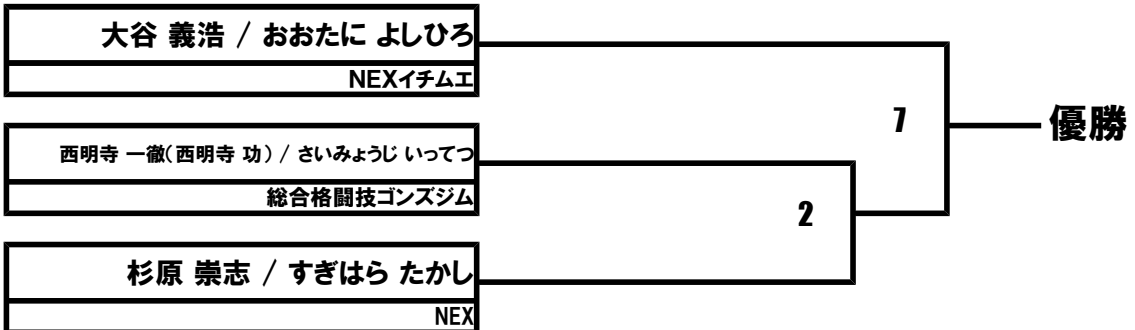 大谷 義浩 / おおたに よしひろ
NEXイチムエ
7
優勝
西明寺 一徹(西明寺 功) / さいみょうじ いってつ
総合格闘技ゴンズジム
2
杉原 崇志 / すぎはら たかし
NEX